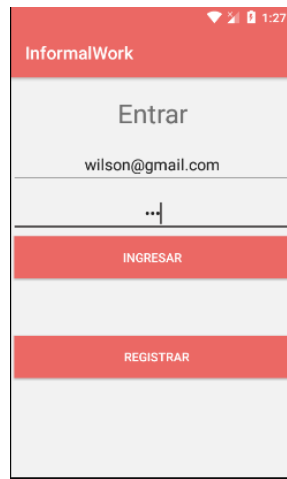 1:27
InformalWork
Entrar
wilson@gmail.com
•••
INGRESAR
REGISTRAR